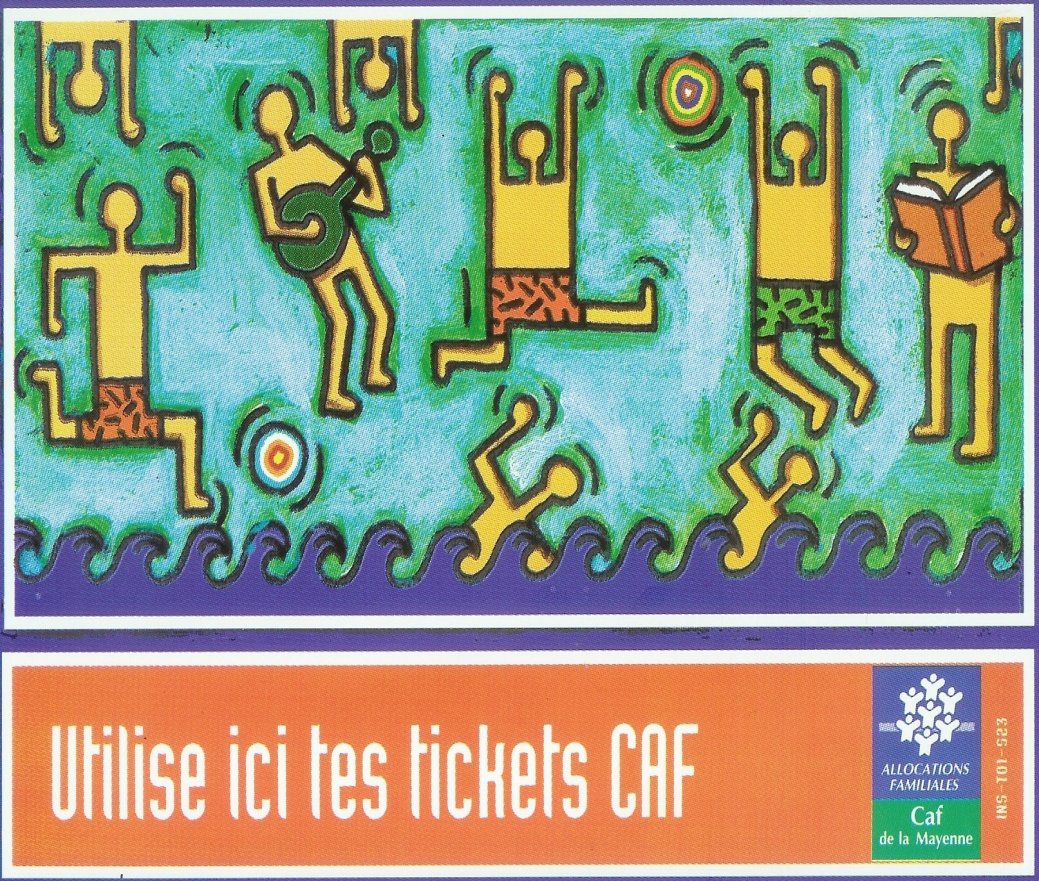 Utilise ici tes tickets CAF
ALLOCATIONS
FAMILIALES
Caf
de la Mayenne
INS-T01-523